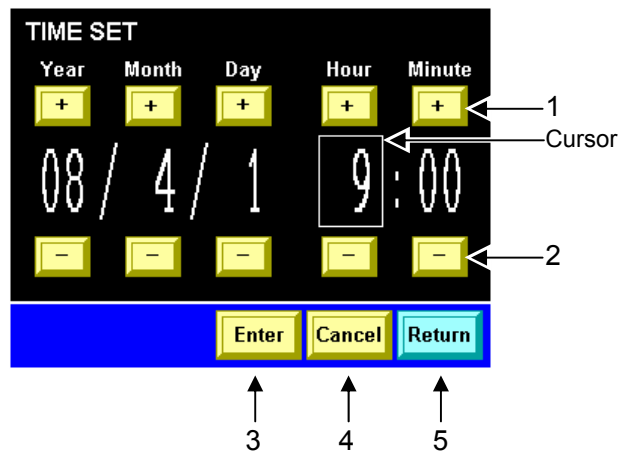 TIME SET
Year Month Day Hour Minute
+ + + + + 1
Cursor
08/ 4/ 1 9:00
- - - - - 2
Enter Cancel Return
3 4 5